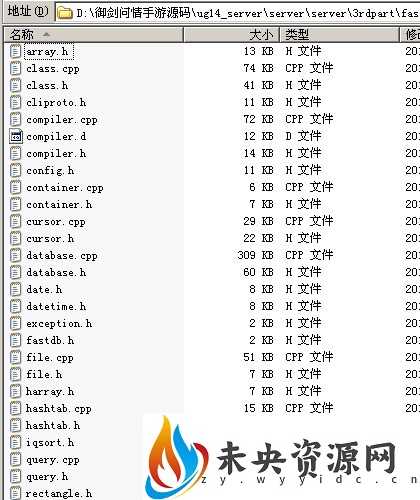 地址(D) D:\御剑问情手游源码\ug14_server\server\server\3rdpart\fas
名称 大小 类型 修改
array.h 13 KB H 文件 20
class.cpp 74 KB CPP 文件 20
class.h 41 KB H 文件 20
cliproto.h 11 KB H 文件 20
compiler.cpp 72 KB CPP 文件 20
compiler.d 12 KB D 文件 20
compiler.h 14 KB H 文件 20
config.h 11 KB H 文件 20
container.cpp 6 KB CPP 文件 20
container.h 7 KB H 文件 20
cursor.cpp 29 KB CPP 文件 20
cursor.h 22 KB H 文件 20
database.cpp 309 KB CPP 文件 20
database.h 60 KB H 文件 20
date.h 8 KB H 文件 20
datetime.h 8 KB H 文件 20
exception.h 2 KB H 文件 20
fastdb.h 2 KB H 文件 20
file.cpp 51 KB CPP 文件 20
file.h 7 KB H 文件 20
harray.h 7 KB H 文件 20
hashtab.cpp 15 KB CPP 文件 20
hashtab.h
iqsort.h
query.cpp
query.h
rectangle.h
未央资源网
zy.wyyidc.cn